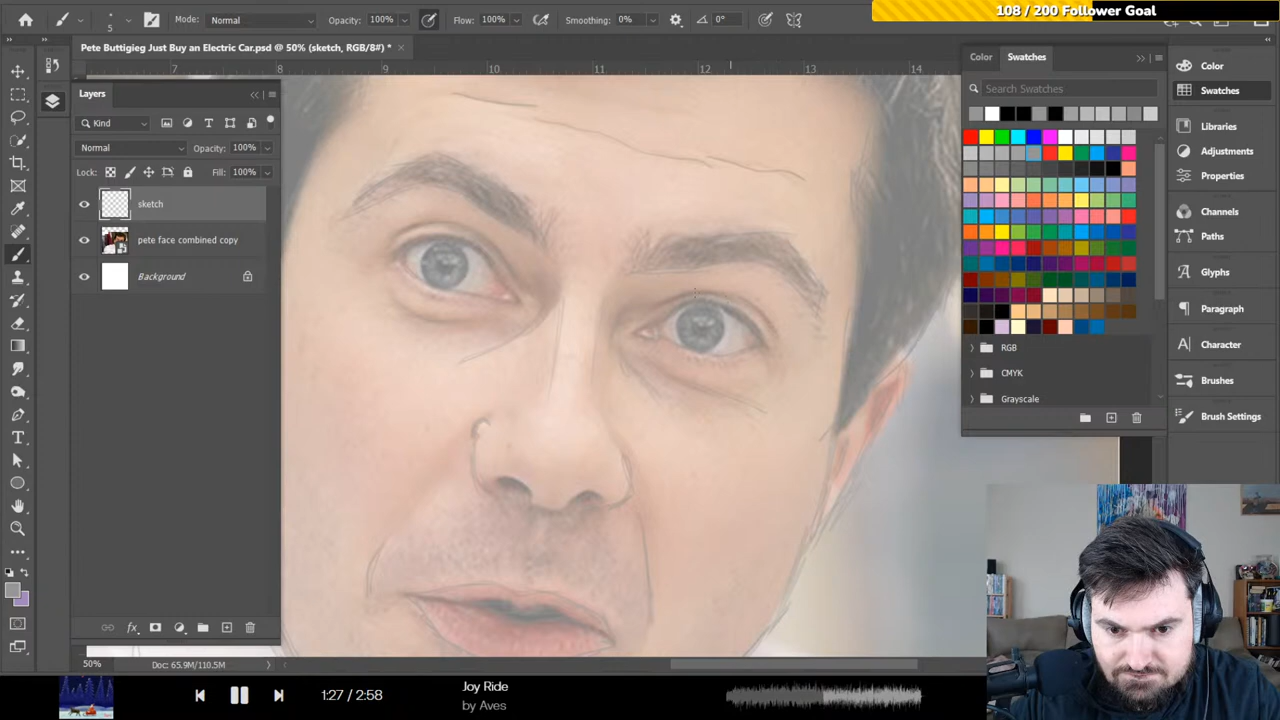 108 / 200 Follower Goal
5
Mode: Normal
Opacity: 100%
Flow: 100%
Smoothing: 0%
0°
Pete Buttigieg Just Buy an Electric Car.psd @ 50% (sketch, RGB/8#) *
7 8 9 10 11 12 13 14
Layers
Kind
Normal
Opacity: 100%
Lock:
Fill: 100%
sketch
pete face combined copy
Background
fx
50%
Doc: 65.9M/110.5M
Color
Swatches
Search Swatches
RGB
CMYK
Grayscale
Color
Swatches
Libraries
Adjustments
Properties
Channels
Paths
Glyphs
Paragraph
Character
Brushes
Brush Settings
1:27 / 2:58
Joy Ride
by Aves